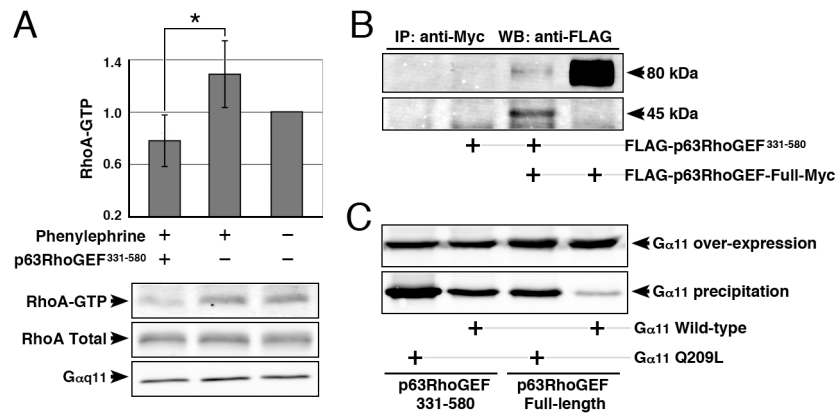 A
*
1.4
1.0
0.6
0.2
RhoA-GTP
Phenylephrine + + −
p63RhoGEF331-580 + − −
RhoA-GTP
RhoA Total
Gαq11
B
IP: anti-Myc WB: anti-FLAG
80 kDa
45 kDa
+ + FLAG-p63RhoGEF331-580
+ + FLAG-p63RhoGEF-Full-Myc
C
Gα11 over-expression
Gα11 precipitation
+ + Gα11 Wild-type
+ + Gα11 Q209L
p63RhoGEF
331-580
p63RhoGEF
Full-length